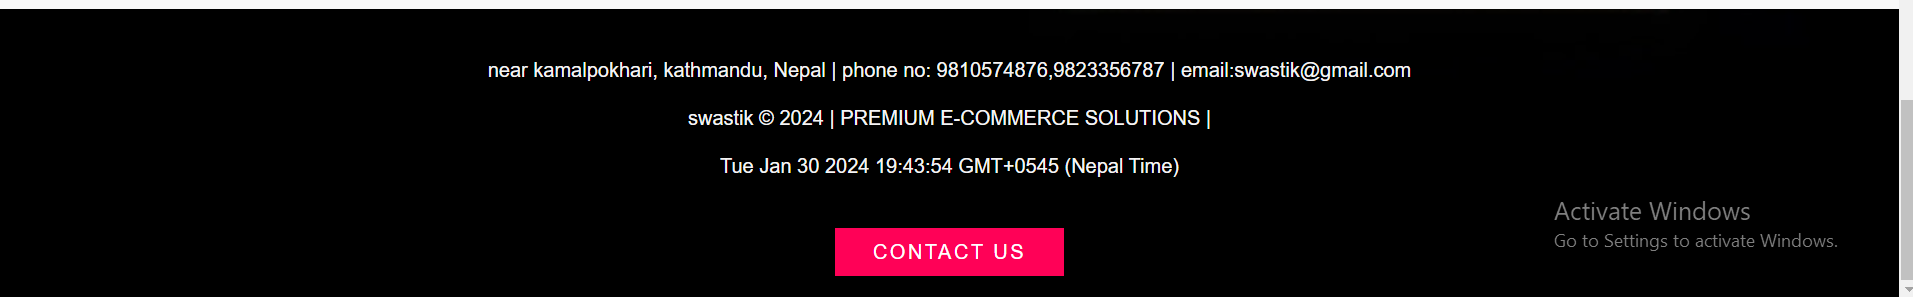 near kamalpokhari, kathmandu, Nepal | phone no: 9810574876,9823356787 | email:swastik@gmail.com
swastik © 2024 | PREMIUM E-COMMERCE SOLUTIONS |
Tue Jan 30 2024 19:43:54 GMT+0545 (Nepal Time)
CONTACT US
Activate Windows
Go to Settings to activate Windows.